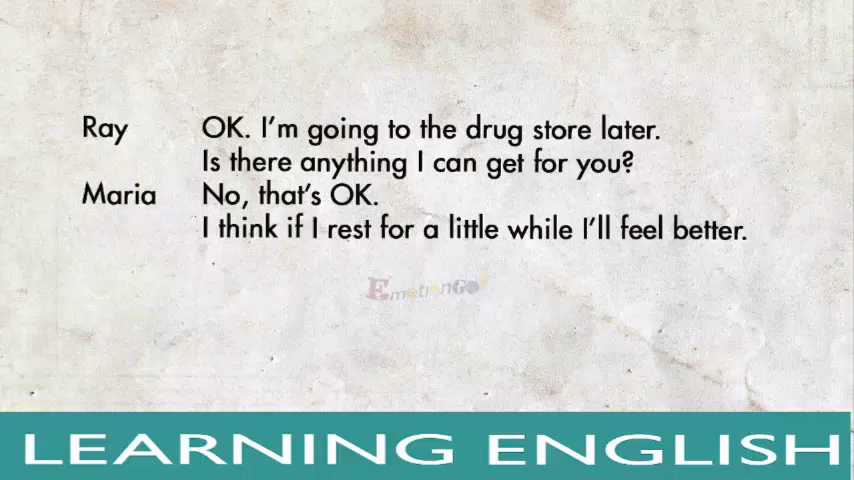 Ray OK. I'm going to the drug store later.
Is there anything I can get for you?
Maria No, that's OK.
I think if I rest for a little while I'll feel better.
EmotionGo!
LEARNING ENGLISH